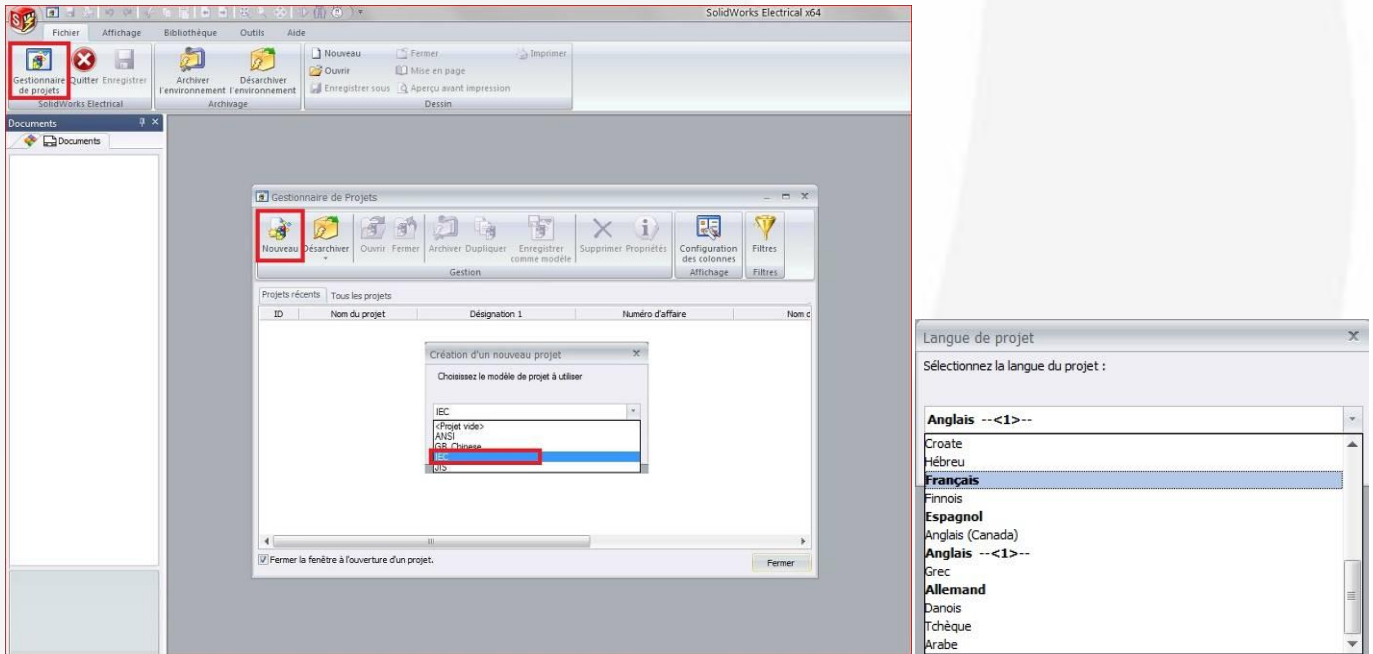 SolidWorks Electrical x64
Fichier Affichage Bibliothèque Outils Aide
Gestionnaire de projets
Quitter
Enregistrer
SolidWorks Electrical
Archiver l'environnement
Désarchiver l'environnement
Archivage
Nouveau
Ouvrir
Enregistrer sous
Fermer
Mise en page
Aperçu avant impression
Imprimer
Dessin
Documents
Documents
Gestionnaire de Projets
Nouveau
Désarchiver
Ouvrir
Fermer
Archiver
Dupliquer
Enregistrer comme modèle
Supprimer
Propriétés
Gestion
Configuration des colonnes
Affichage
Filtres
Filtres
Projets récents
Tous les projets
ID
Nom du projet
Désignation 1
Numéro d'affaire
Nom d
Création d'un nouveau projet
Choisissez le modèle de projet à utiliser
IEC
<Projet vide>
ANSI
GB_Chinese
IEC
JIS
Fermer la fenêtre à l'ouverture d'un projet.
Fermer
Langue de projet
Sélectionnez la langue du projet :
Anglais --<1>--
Croate
Hébreu
Français
Finnois
Espagnol
Anglais (Canada)
Anglais --<1>--
Grec
Allemand
Danois
Tchèque
Arabe